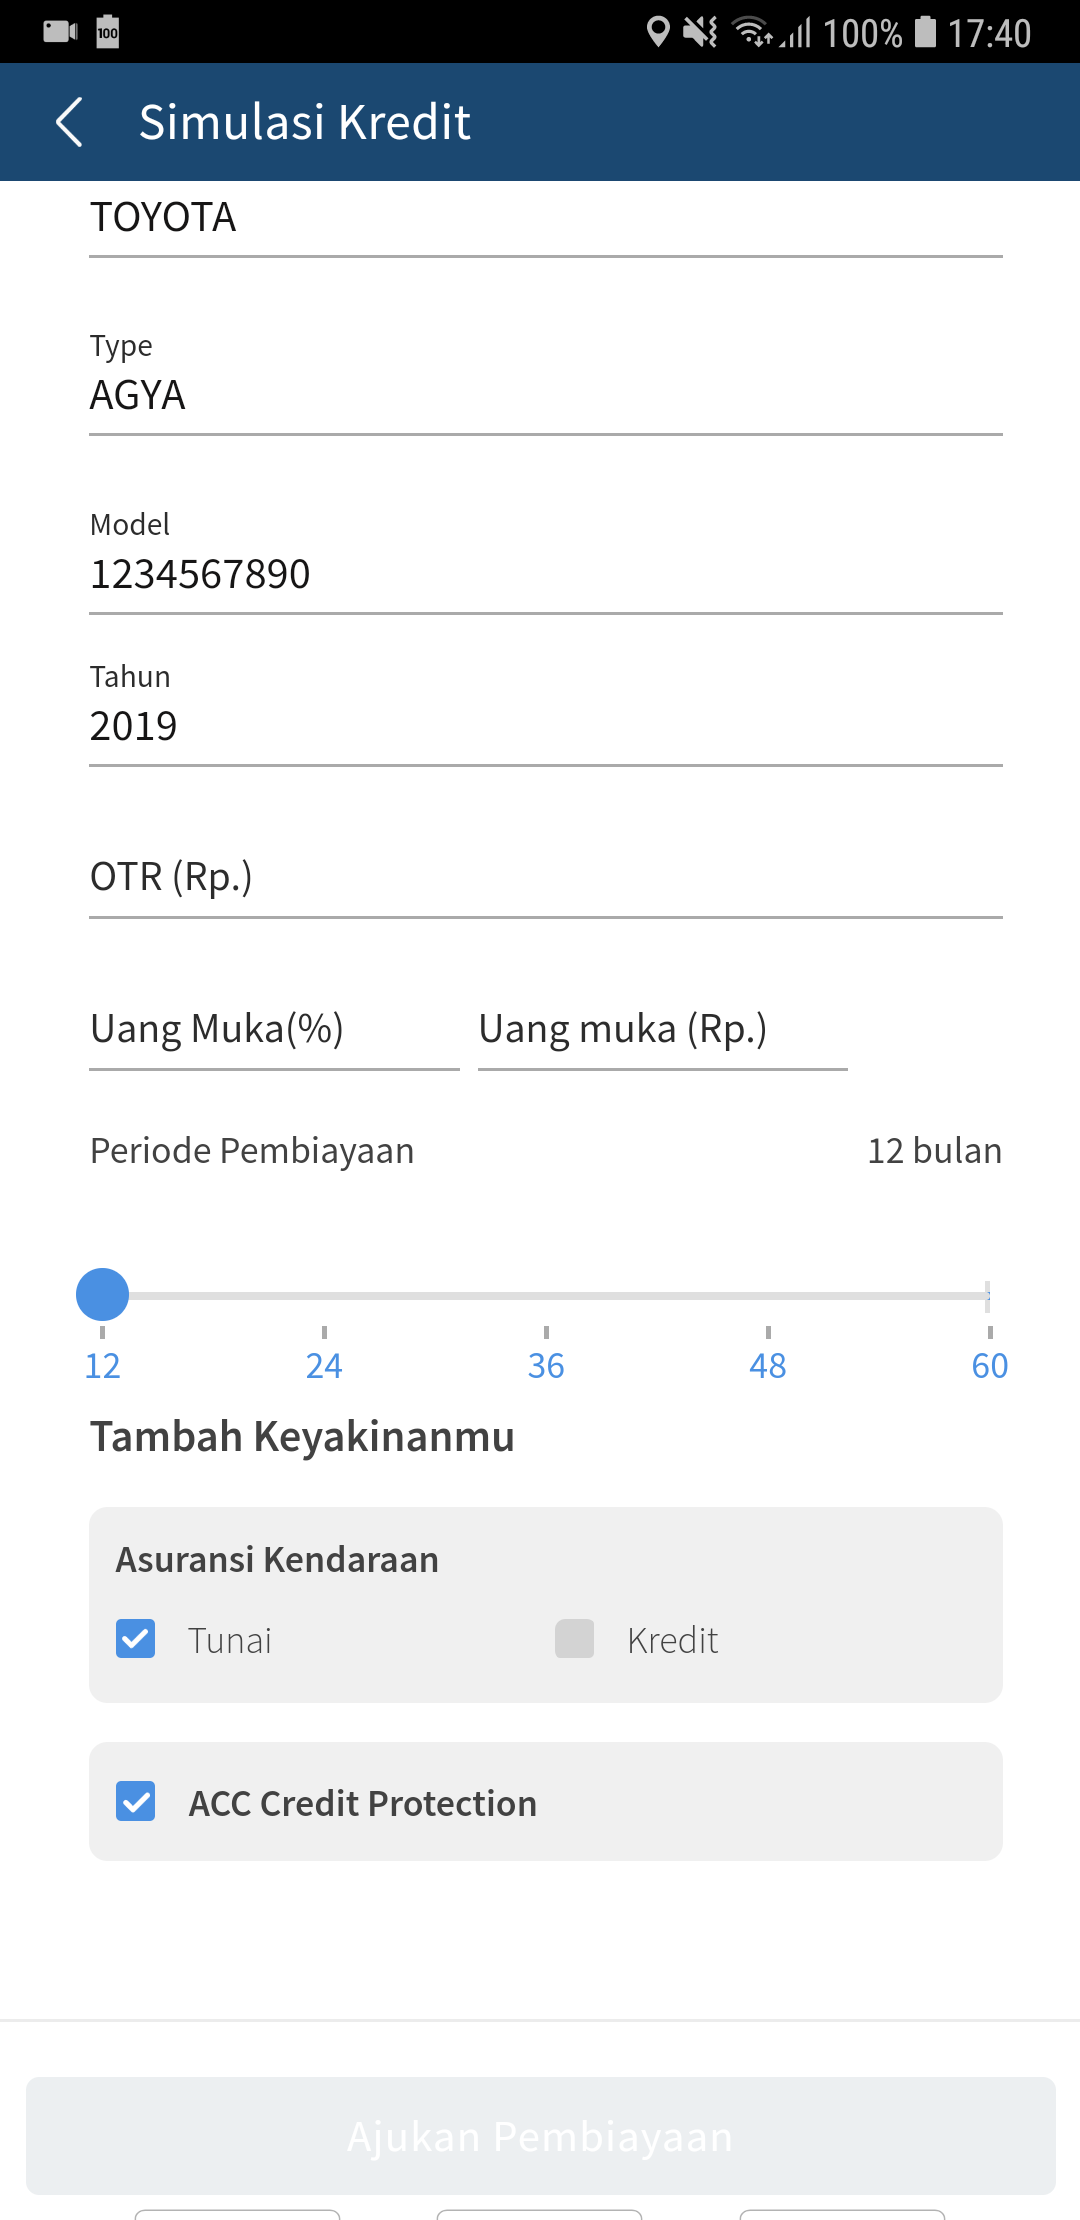 100 100% 17:40
Simulasi Kredit
TOYOTA
Type
AGYA
Model
1234567890
Tahun
2019
OTR (Rp.)
Uang Muka(%) Uang muka (Rp.)
Periode Pembiayaan 12 bulan
12 24 36 48 60
Tambah Keyakinanmu
Asuransi Kendaraan
Tunai Kredit
ACC Credit Protection
Ajukan Pembiayaan